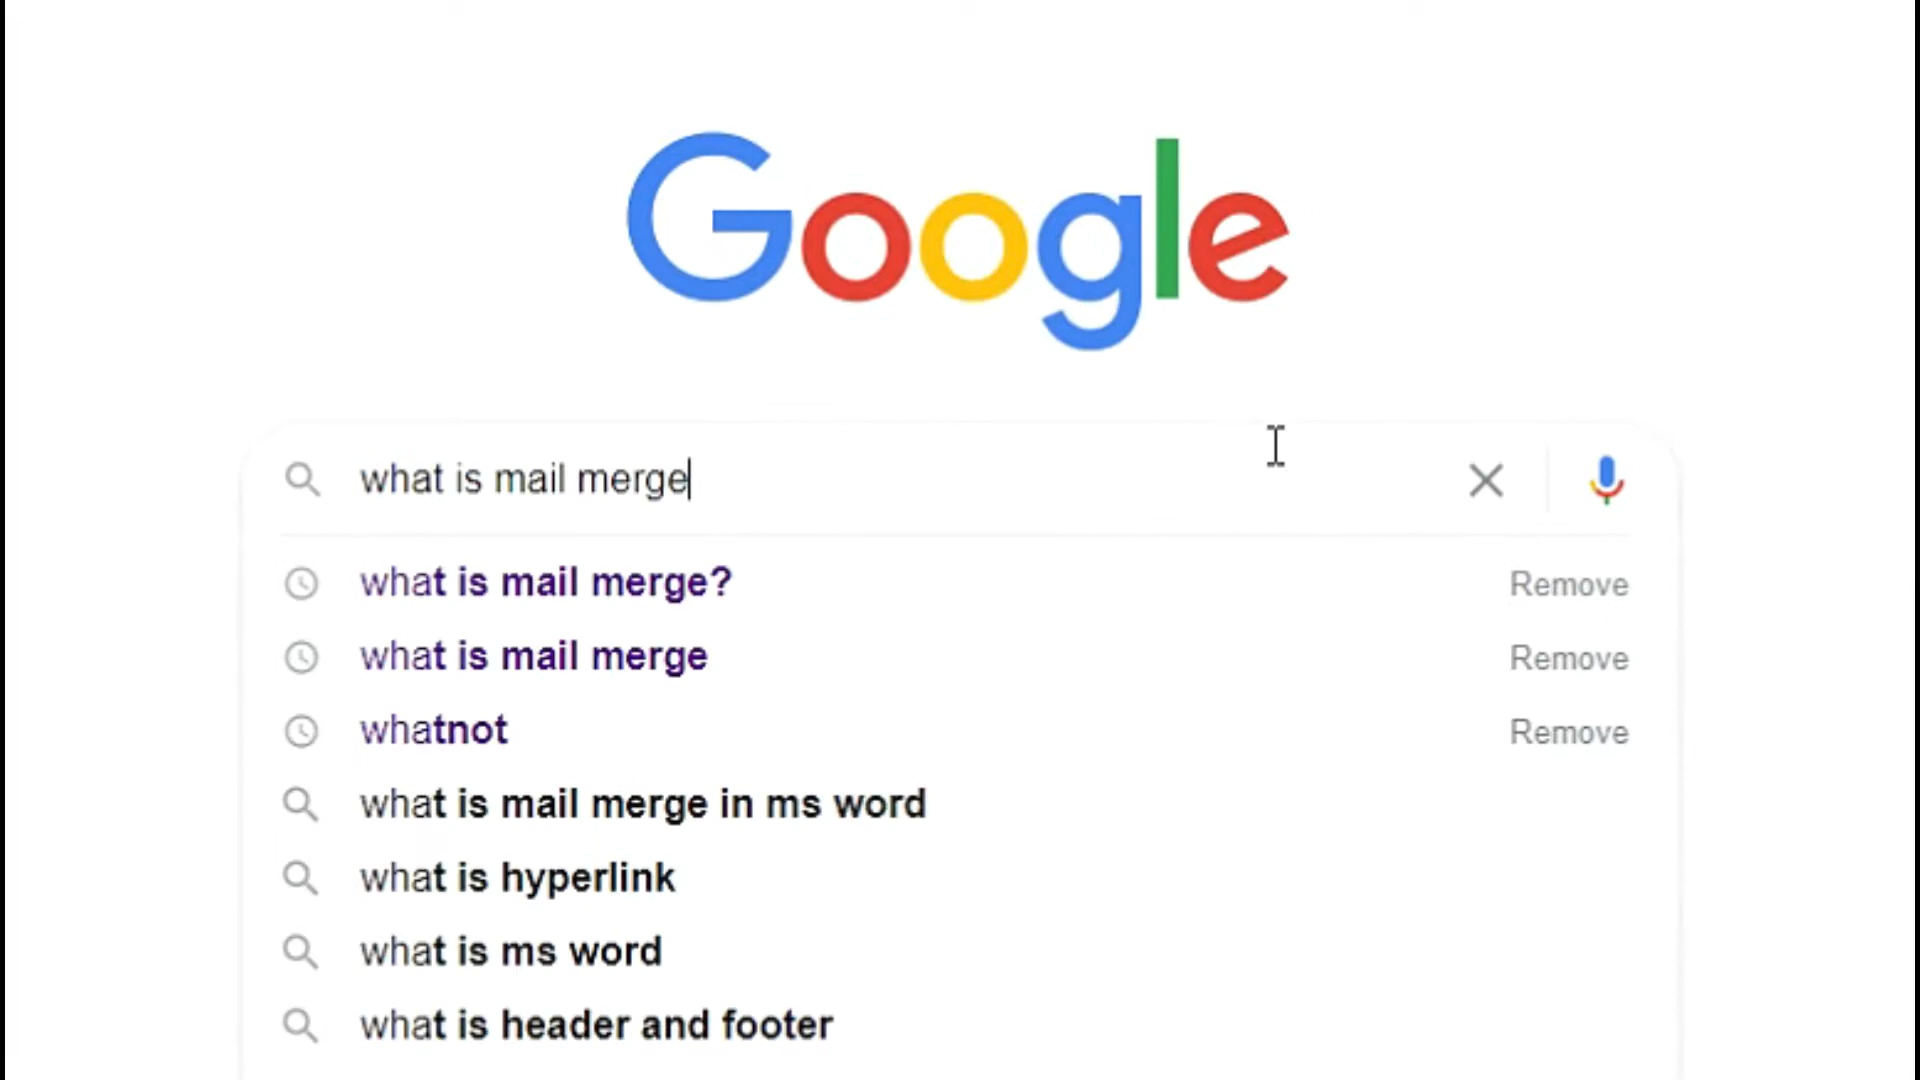 Google
what is mail merge
what is mail merge? Remove
what is mail merge Remove
whatnot Remove
what is mail merge in ms word
what is hyperlink
what is ms word
what is header and footer